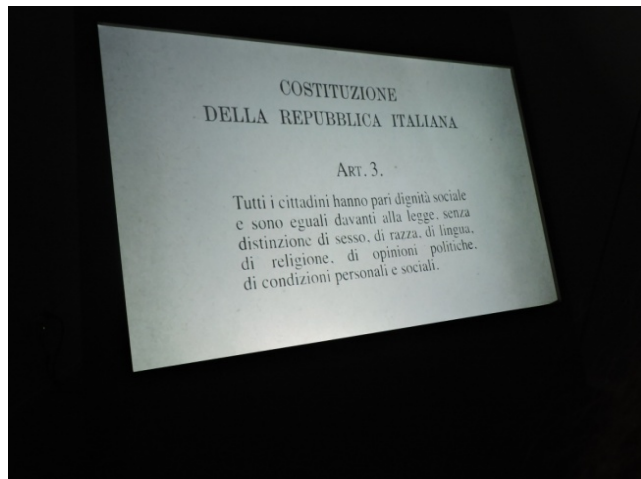 COSTITUZIONE
DELLA REPUBBLICA ITALIANA
ART. 3.
Tutti i cittadini hanno pari dignità sociale
e sono eguali davanti alla legge, senza
distinzione di sesso, di razza, di lingua,
di religione, di opinioni politiche,
di condizioni personali e sociali.